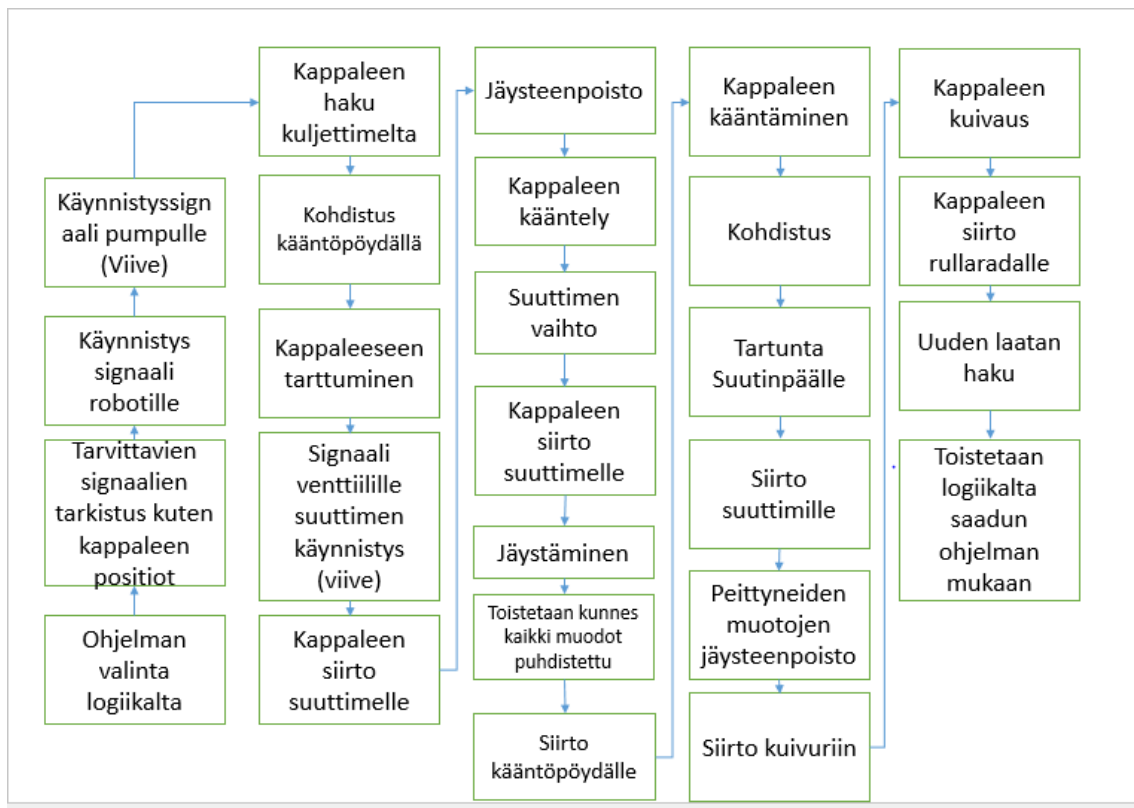 Ohjelman
valinta
logiikalta
Tarvittavien
signaalien
tarkistus kuten
kappaleen
positiot
Käynnistys
signaali
robotille
Käynnistyssign
aali pumpulle
(Viive)
Kappaleen
haku
kuljettimelta
Kohdistus
kääntöpöydällä
Kappaleeseen
tarttuminen
Signaali
venttiilille
suuttimen
käynnistys
(viive)
Kappaleen
siirto
suuttimelle
Jäysteenpoisto
Kappaleen
kääntely
Suuttimen
vaihto
Kappaleen
siirto
suuttimelle
Jäystäminen
Toistetaan kunnes
kaikki muodot
puhdistettu
Siirto
kääntöpöydälle
Kappaleen
kääntäminen
Kohdistus
Tartunta
Suutinpäälle
Siirto
suuttimille
Peittyneiden
muotojen
jäysteenpoisto
Siirto kuivuriin
Kappaleen
kuivaus
Kappaleen
siirto
rullaradalle
Uuden laatan
haku
Toistetaan
logiikalta
saadun
ohjelman
mukaan